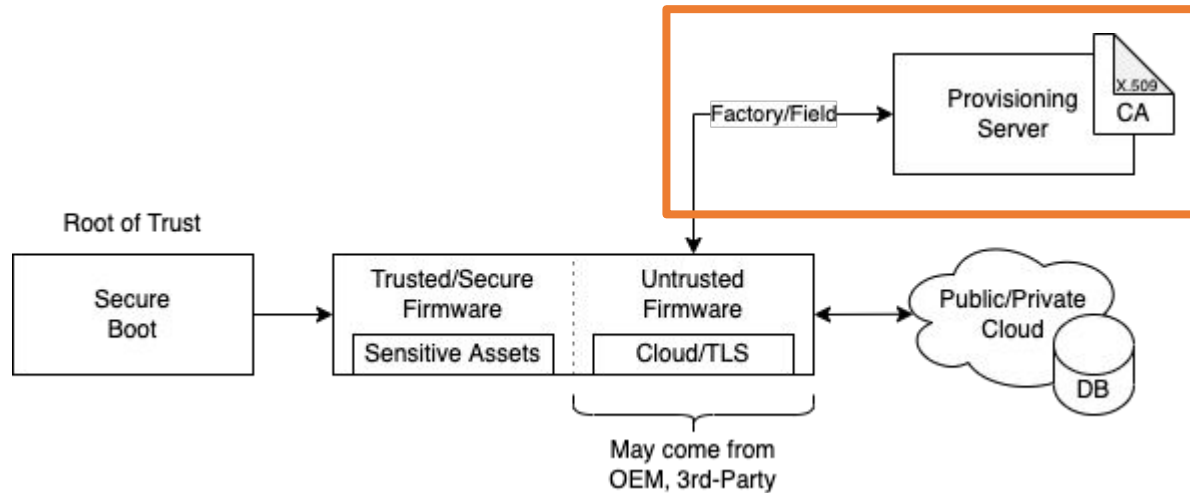 X.509
CA
Provisioning
Server
Factory/Field
Root of Trust
Secure
Boot
Trusted/Secure
Firmware
Sensitive Assets
Untrusted
Firmware
Cloud/TLS
Public/Private
Cloud
DB
May come from
OEM, 3rd-Party